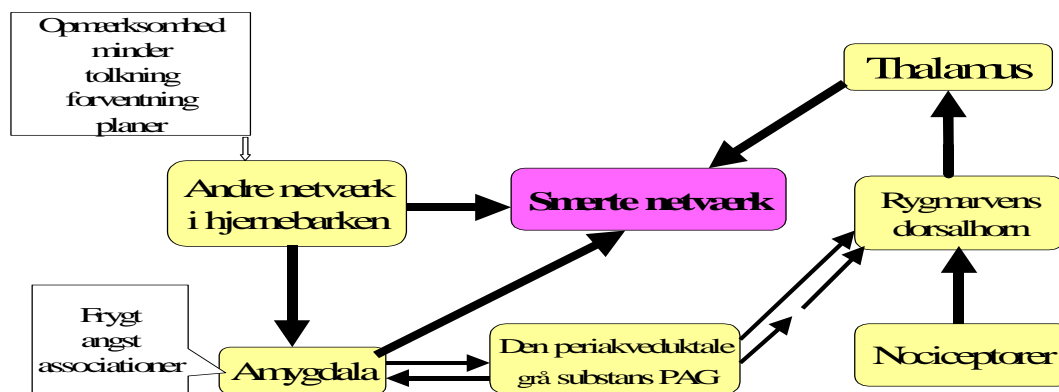 Opmærksomhed
minder
tolkning
forventning
planer
Thalamus
Andre netværk
i hjernebarken
Smerte netværk
Rygmarvens
dorsalhorn
Frygt
angst
associationer
Amygdala
Den periakveduktale
grå substans PAG
Nociceptorer